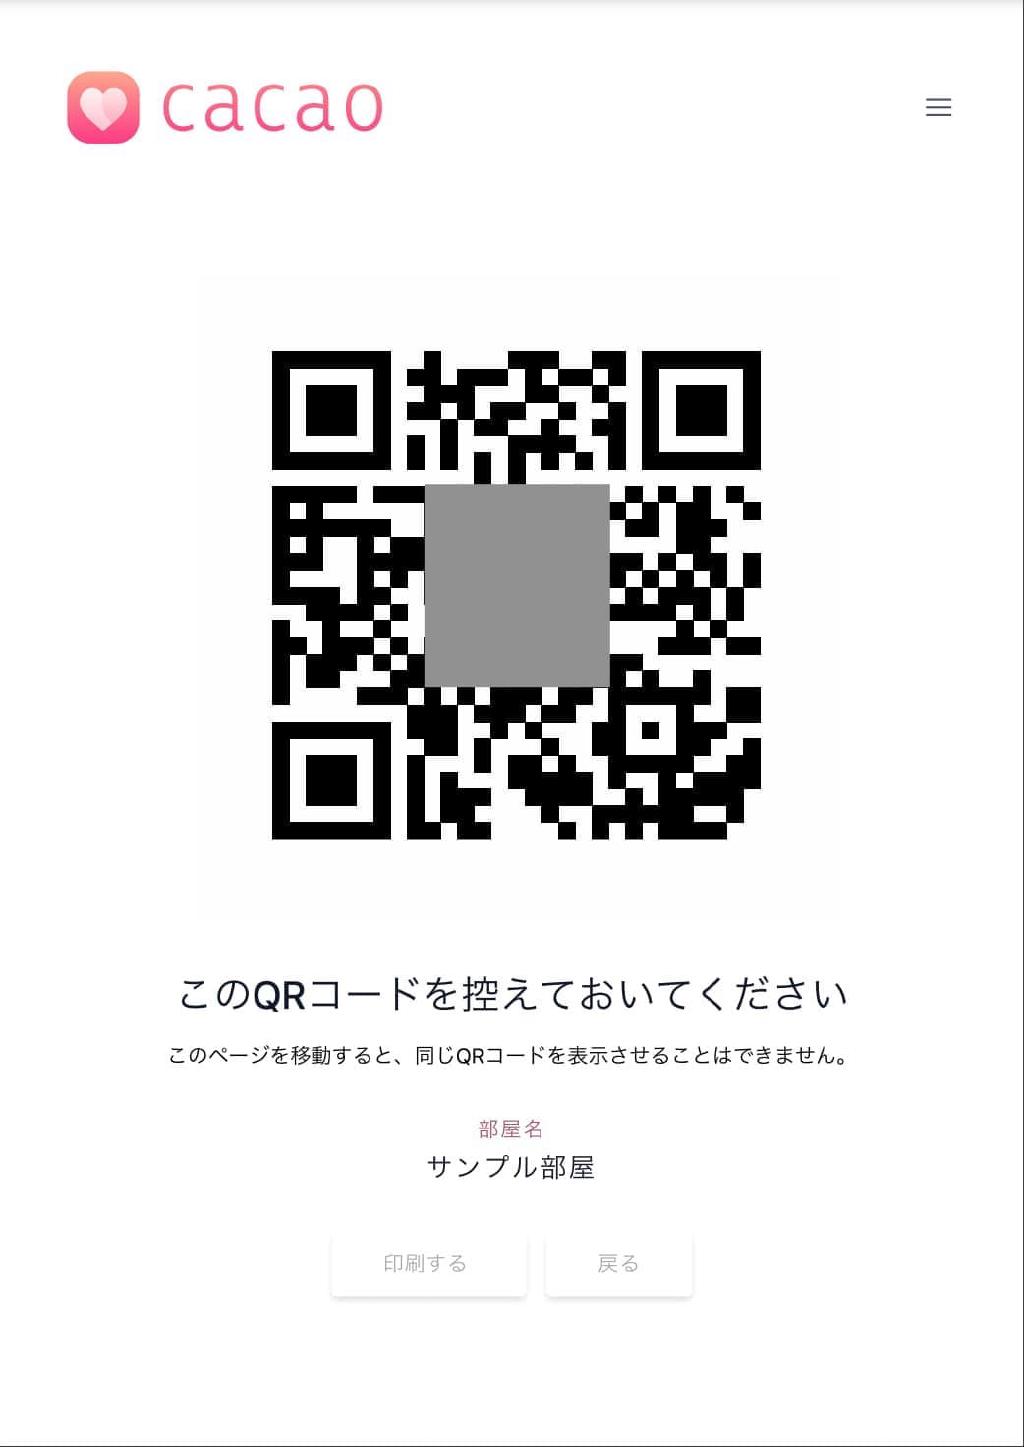 cacao
このQRコードを控えておいてください
このページを移動すると、同じQRコードを表示させることはできません。
部屋名
サンプル部屋
印刷する
戻る